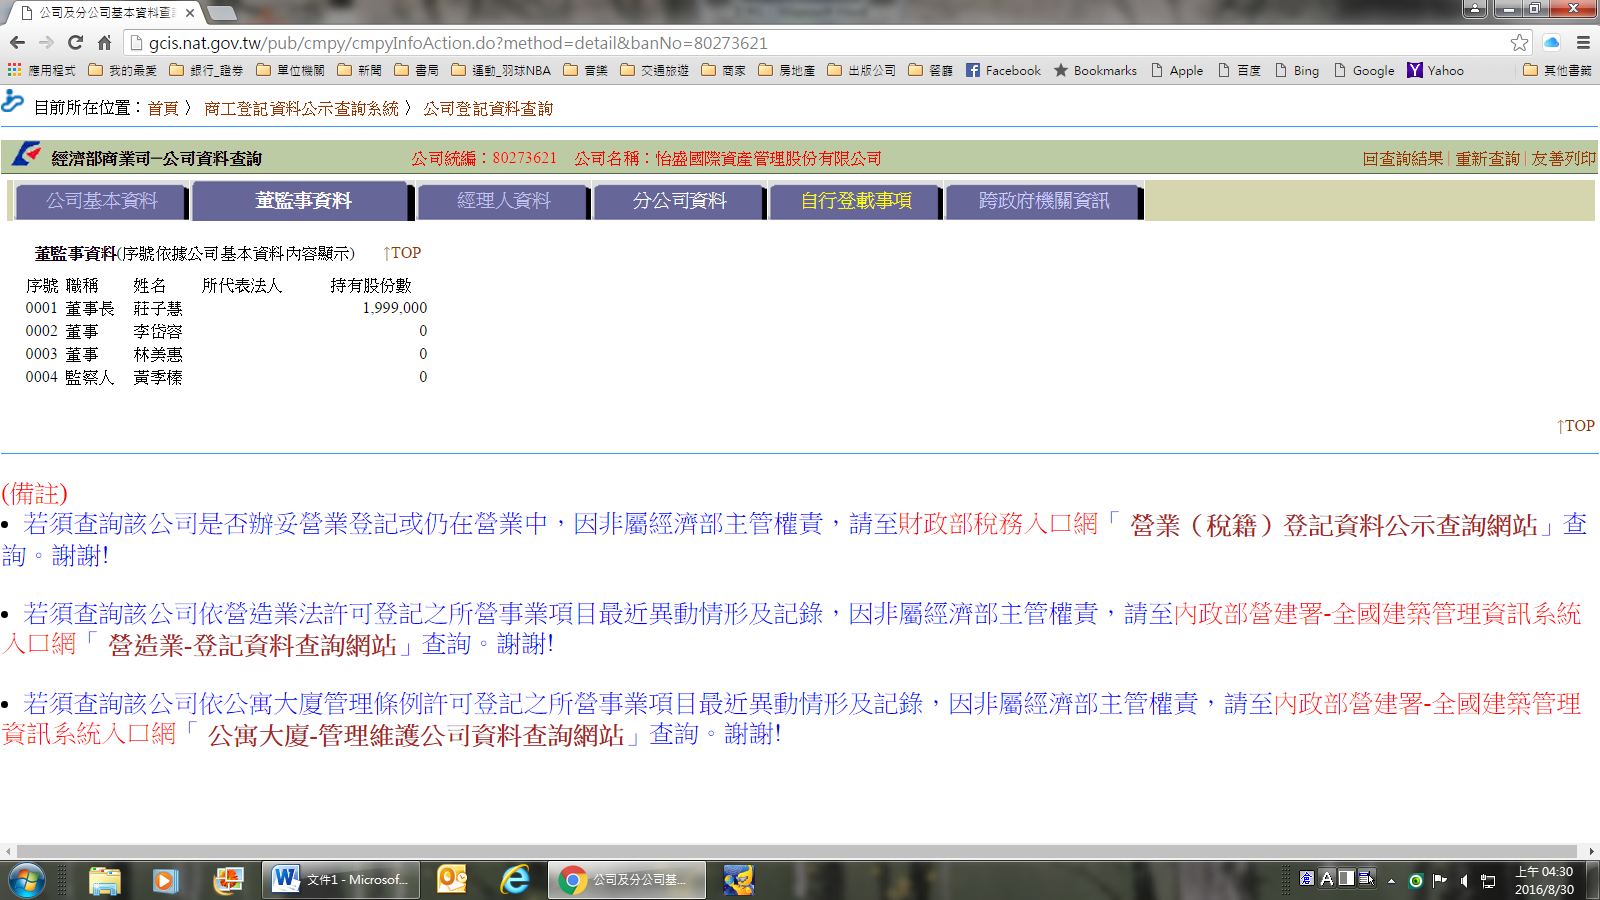 公司及分公司基本資料查
gcis.nat.gov.tw/pub/cmpy/cmpyInfoAction.do?method=detail&banNo=80273621
應用程式 我的最愛 銀行_證券 單位機關 新聞 書局 運動_羽球NBA 音樂 交通旅遊 商家 房地產 出版公司 餐廳 Facebook Bookmarks Apple 百度 Bing Google Yahoo 其他書籤
目前所在位置：首頁 〉 商工登記資料公示查詢系統 〉 公司登記資料查詢
經濟部商業司─公司資料查詢 公司統編：80273621 公司名稱：怡盛國際資產管理股份有限公司 回查詢結果 | 重新查詢 | 友善列印
公司基本資料 董監事資料 經理人資料 分公司資料 自行登載事項 跨政府機關資訊
董監事資料(序號依據公司基本資料內容顯示) ↑TOP
序號 職稱 姓名 所代表法人 持有股份數
0001 董事長 莊子慧 1,999,000
0002 董事 李岱容 0
0003 董事 林美惠 0
0004 監察人 黃季榛 0
↑TOP
(備註)
• 若須查詢該公司是否辦妥營業登記或仍在營業中，因非屬經濟部主管權責，請至財政部稅務入口網「 營業（稅籍）登記資料公示查詢網站」查
詢。謝謝!
• 若須查詢該公司依營造業法許可登記之所營事業項目最近異動情形及記錄，因非屬經濟部主管權責，請至內政部營建署-全國建築管理資訊系統
入口網「 營造業-登記資料查詢網站」查詢。謝謝!
• 若須查詢該公司依公寓大廈管理條例許可登記之所營事業項目最近異動情形及記錄，因非屬經濟部主管權責，請至內政部營建署-全國建築管理
資訊系統入口網「 公寓大廈-管理維護公司資料查詢網站」查詢。謝謝!
文件1 - Microsof... 公司及分公司基... A 上午 04:30
2016/8/30